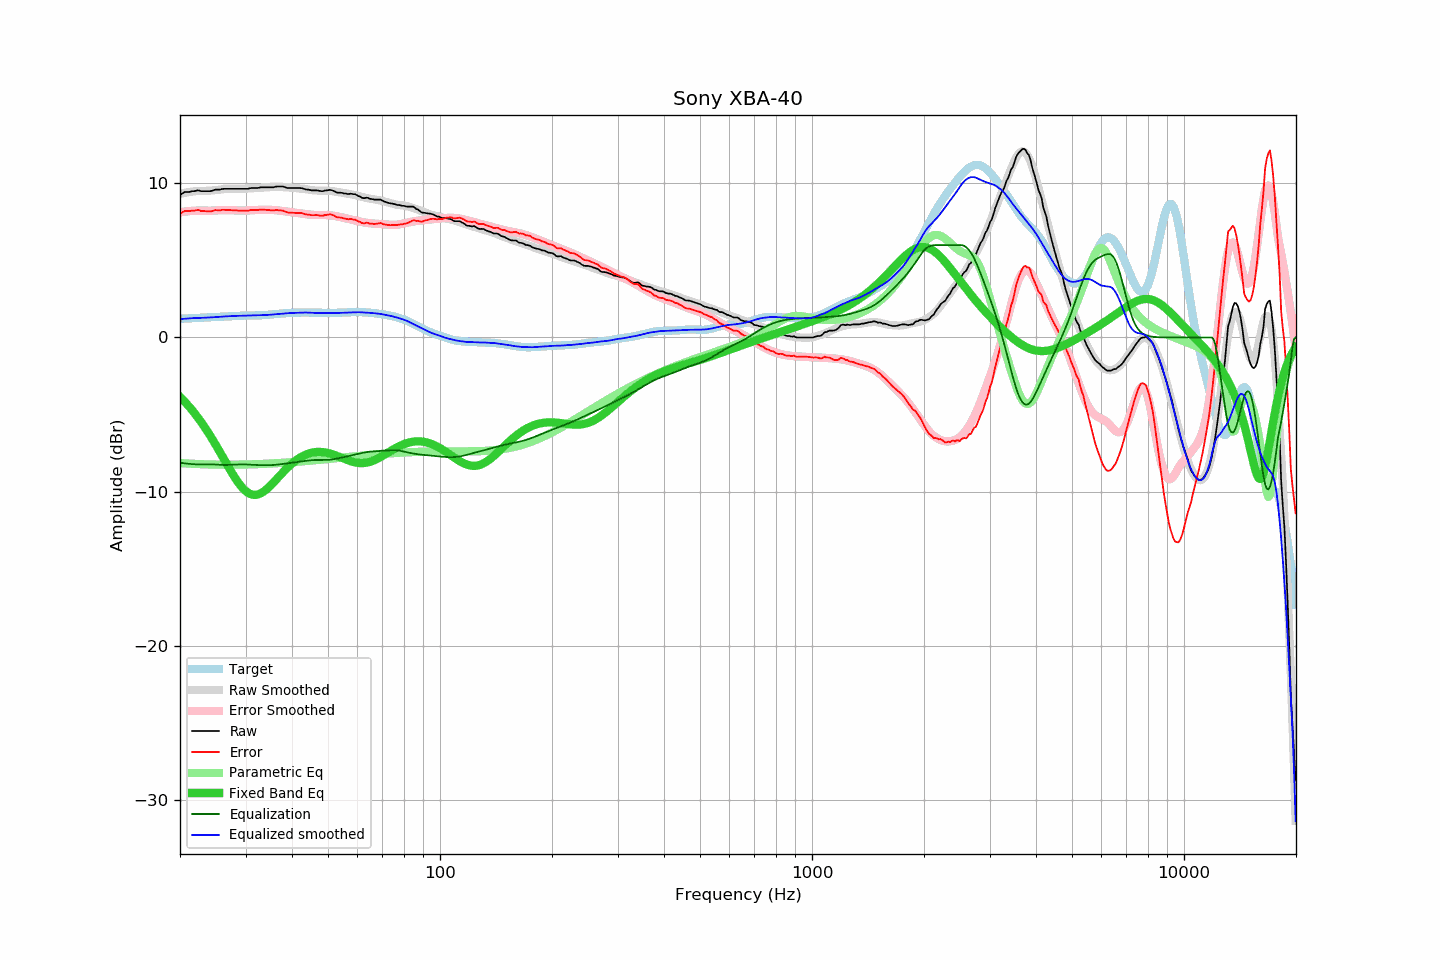 Sony XBA-40
Amplitude (dBr)
10
0
−10
−20
−30
Target
Raw Smoothed
Error Smoothed
Raw
Error
Parametric Eq
Fixed Band Eq
Equalization
Equalized smoothed
100 1000 10000
Frequency (Hz)